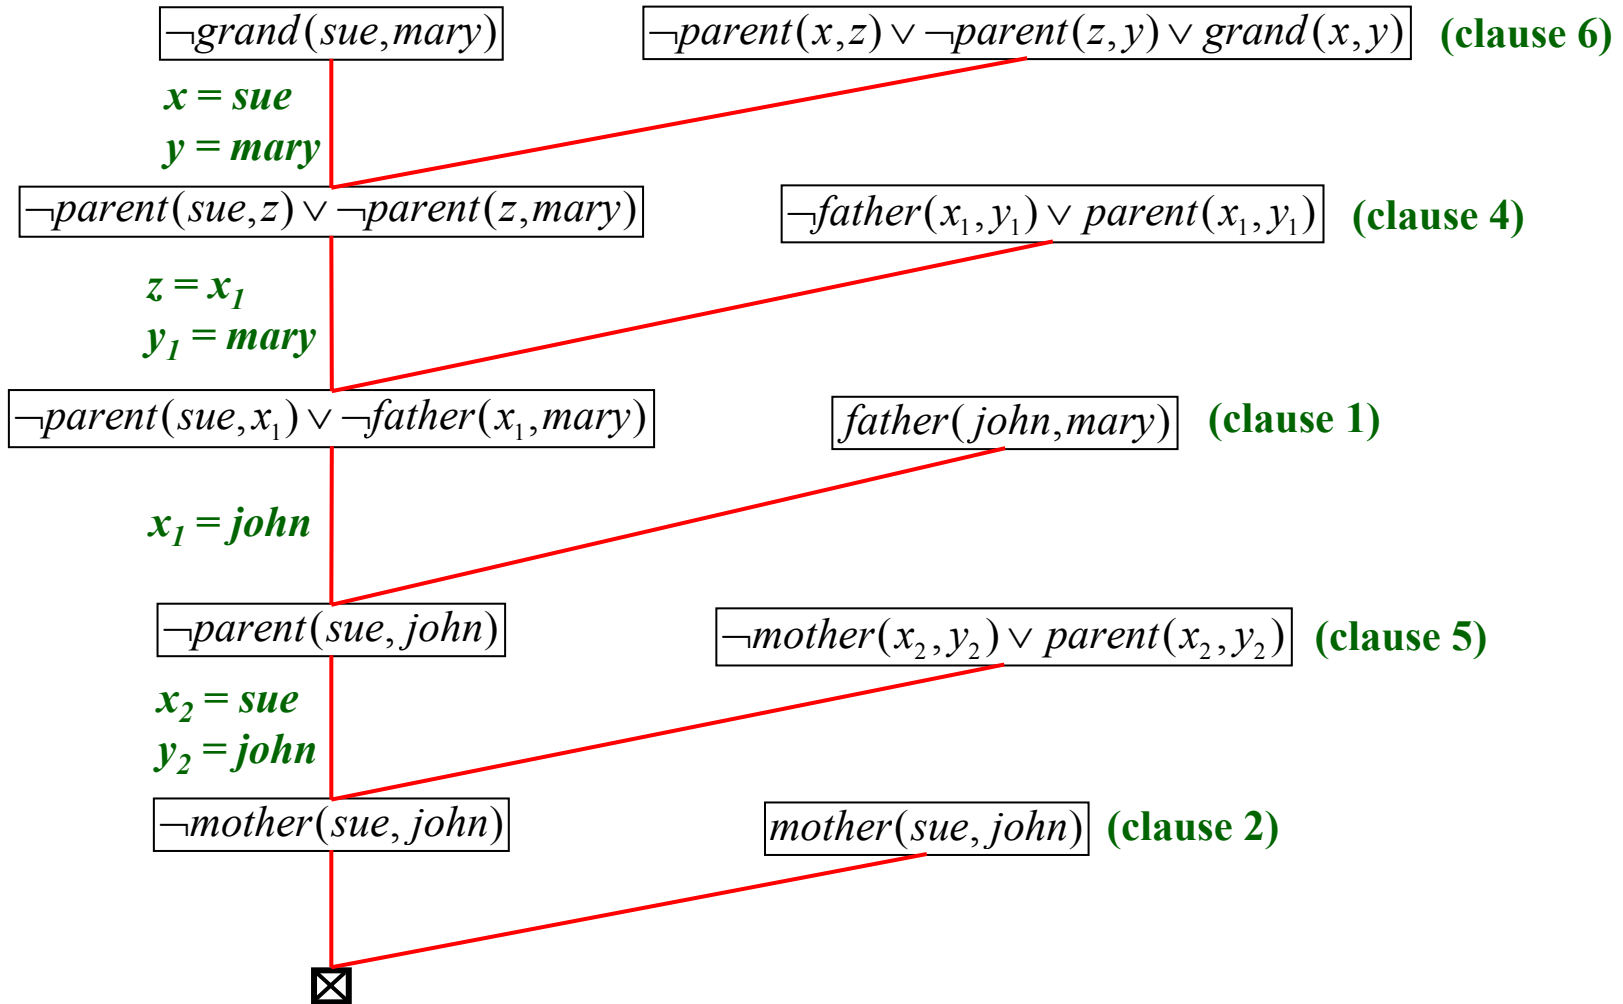 ¬grand(sue,mary) ¬parent(x,z) ∨ ¬parent(z,y) ∨ grand(x,y) (clause 6)
x = sue
y = mary
¬parent(sue,z) ∨ ¬parent(z,mary) ¬father(x₁,y₁) ∨ parent(x₁,y₁) (clause 4)
z = x₁
y₁ = mary
¬parent(sue,x₁) ∨ ¬father(x₁,mary) father(john,mary) (clause 1)
x₁ = john
¬parent(sue,john) ¬mother(x₂,y₂) ∨ parent(x₂,y₂) (clause 5)
x₂ = sue
y₂ = john
¬mother(sue,john) mother(sue,john) (clause 2)